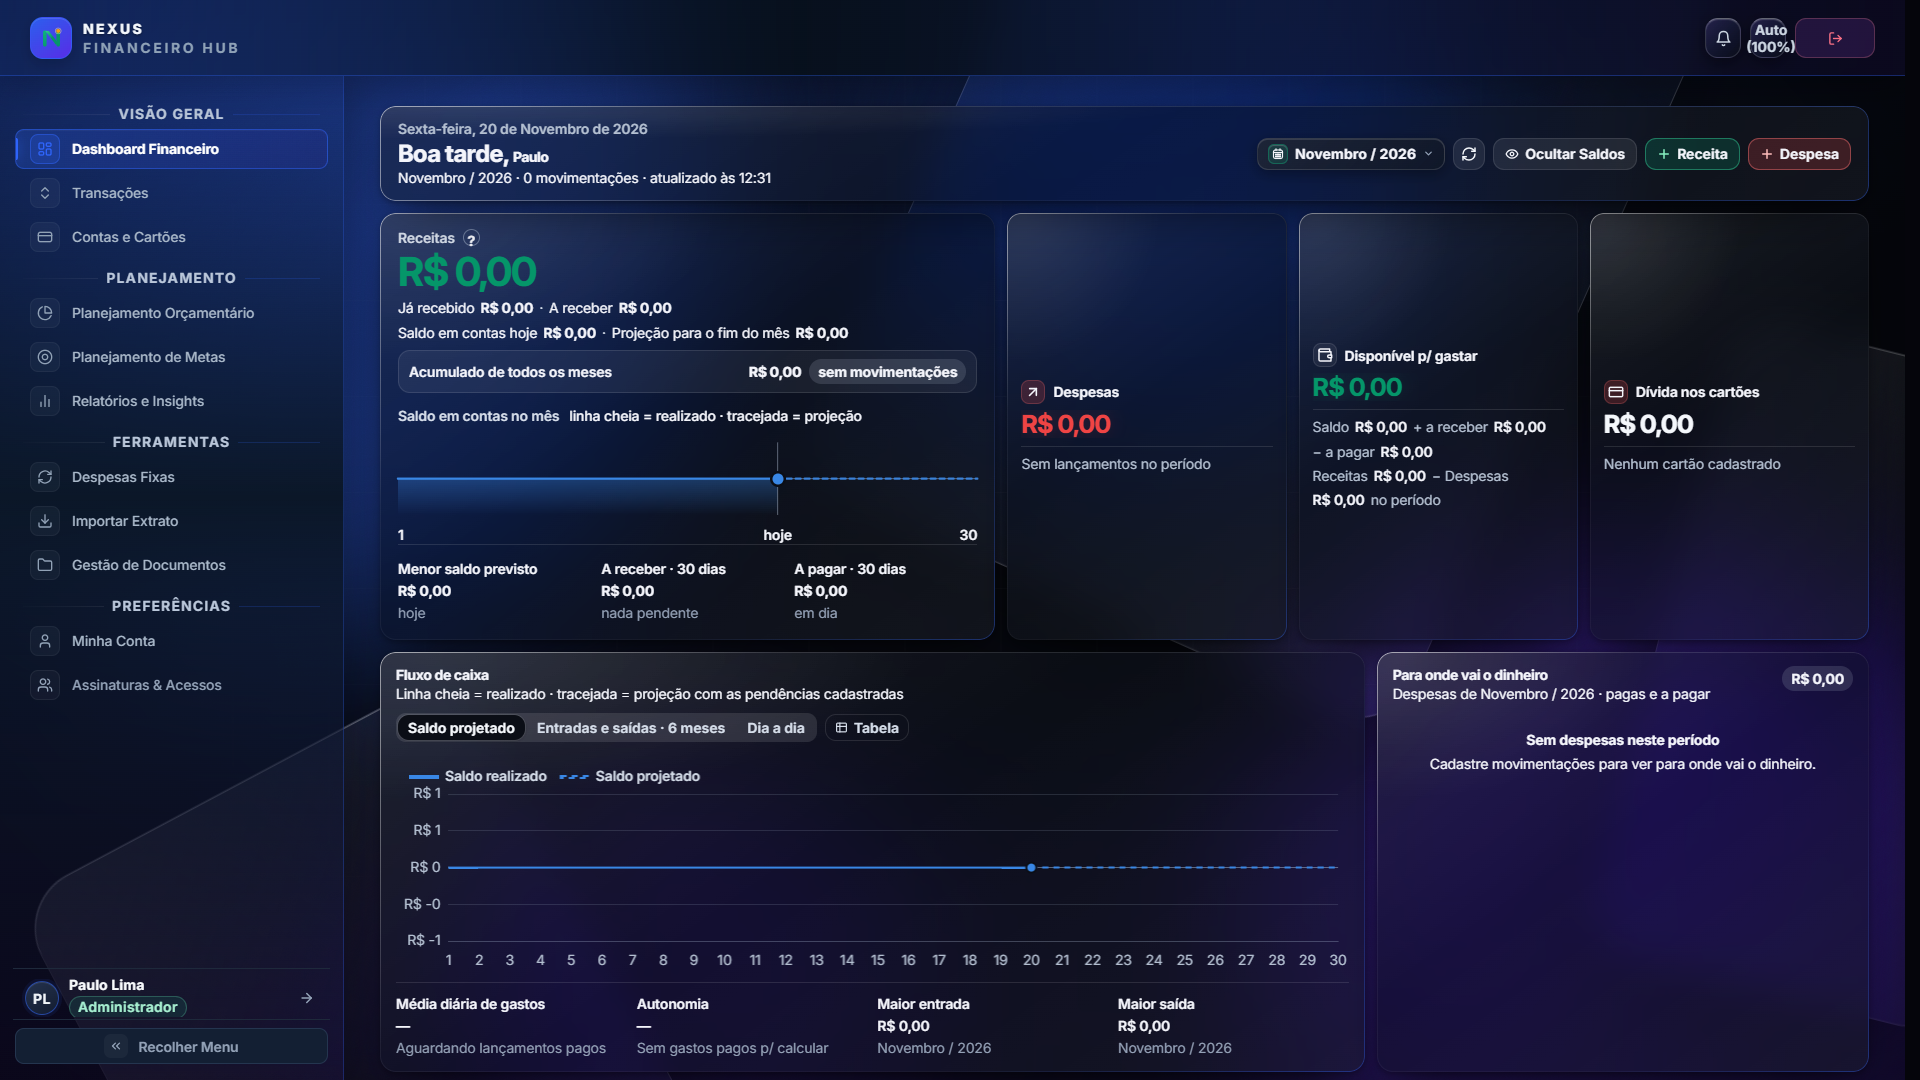 NEXUS
FINANCEIRO HUB
Auto
(100%)
VISÃO GERAL
Dashboard Financeiro
Transações
Contas e Cartões
PLANEJAMENTO
Planejamento Orçamentário
Planejamento de Metas
Relatórios e Insights
FERRAMENTAS
Despesas Fixas
Importar Extrato
Gestão de Documentos
PREFERÊNCIAS
Minha Conta
Assinaturas & Acessos
PL
Paulo Lima
Administrador
Recolher Menu
Sexta-feira, 20 de Novembro de 2026
Boa tarde, Paulo
Novembro / 2026 · 0 movimentações · atualizado às 12:31
Novembro / 2026
Ocultar Saldos
+ Receita
+ Despesa
Receitas ?
R$ 0,00
Já recebido R$ 0,00 · A receber R$ 0,00
Saldo em contas hoje R$ 0,00 · Projeção para o fim do mês R$ 0,00
Acumulado de todos os meses R$ 0,00 sem movimentações
Saldo em contas no mês linha cheia = realizado · tracejada = projeção
1 hoje 30
Menor saldo previsto
R$ 0,00
hoje
A receber · 30 dias
R$ 0,00
nada pendente
A pagar · 30 dias
R$ 0,00
em dia
Despesas
R$ 0,00
Sem lançamentos no período
Disponível p/ gastar
R$ 0,00
Saldo R$ 0,00 + a receber R$ 0,00
− a pagar R$ 0,00
Receitas R$ 0,00 − Despesas
R$ 0,00 no período
Dívida nos cartões
R$ 0,00
Nenhum cartão cadastrado
Fluxo de caixa
Linha cheia = realizado · tracejada = projeção com as pendências cadastradas
Saldo projetado Entradas e saídas · 6 meses Dia a dia Tabela
Saldo realizado Saldo projetado
R$ 1
R$ 1
R$ 0
R$ -0
R$ -1
1 2 3 4 5 6 7 8 9 10 11 12 13 14 15 16 17 18 19 20 21 22 23 24 25 26 27 28 29 30
Média diária de gastos
—
Aguardando lançamentos pagos
Autonomia
—
Sem gastos pagos p/ calcular
Maior entrada
R$ 0,00
Novembro / 2026
Maior saída
R$ 0,00
Novembro / 2026
Para onde vai o dinheiro
Despesas de Novembro / 2026 · pagas e a pagar
R$ 0,00
Sem despesas neste período
Cadastre movimentações para ver para onde vai o dinheiro.